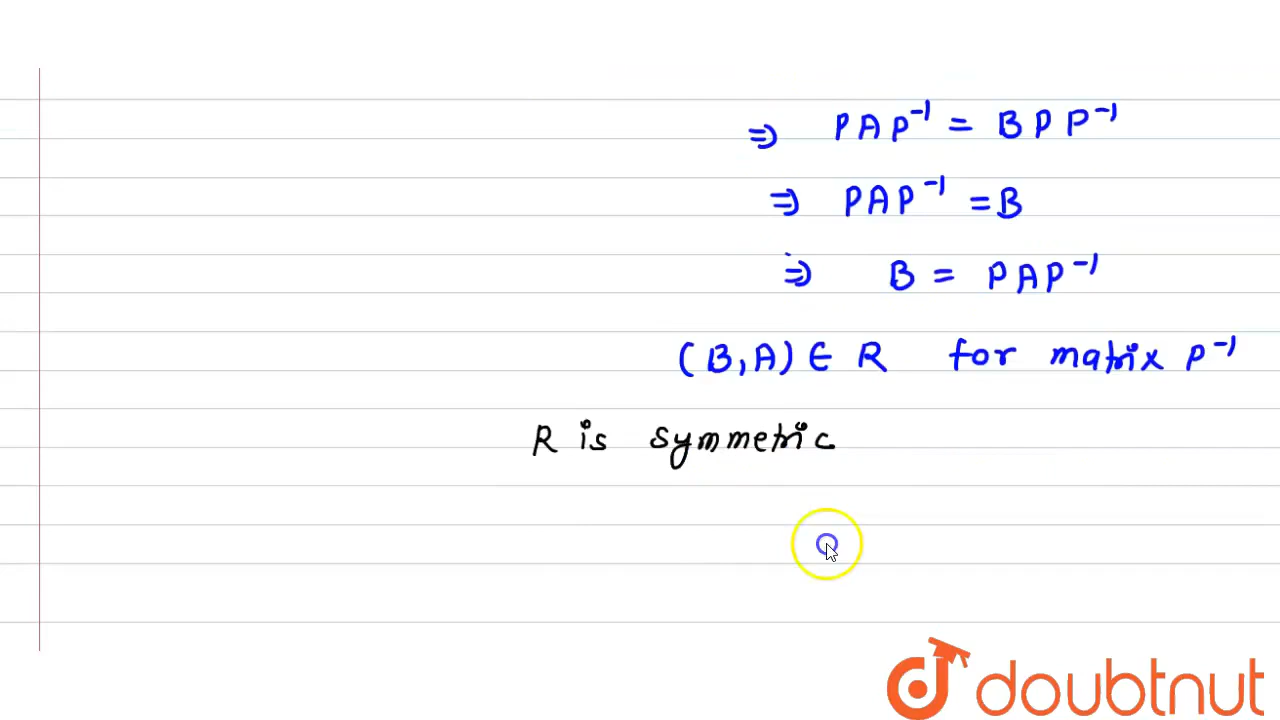 ⇒ PAP⁻¹ = BPP⁻¹
⇒ PAP⁻¹ = B
⇒ B = PAP⁻¹
(B,A) ∈ R for matrix P⁻¹
R is symmetric
doubtnut